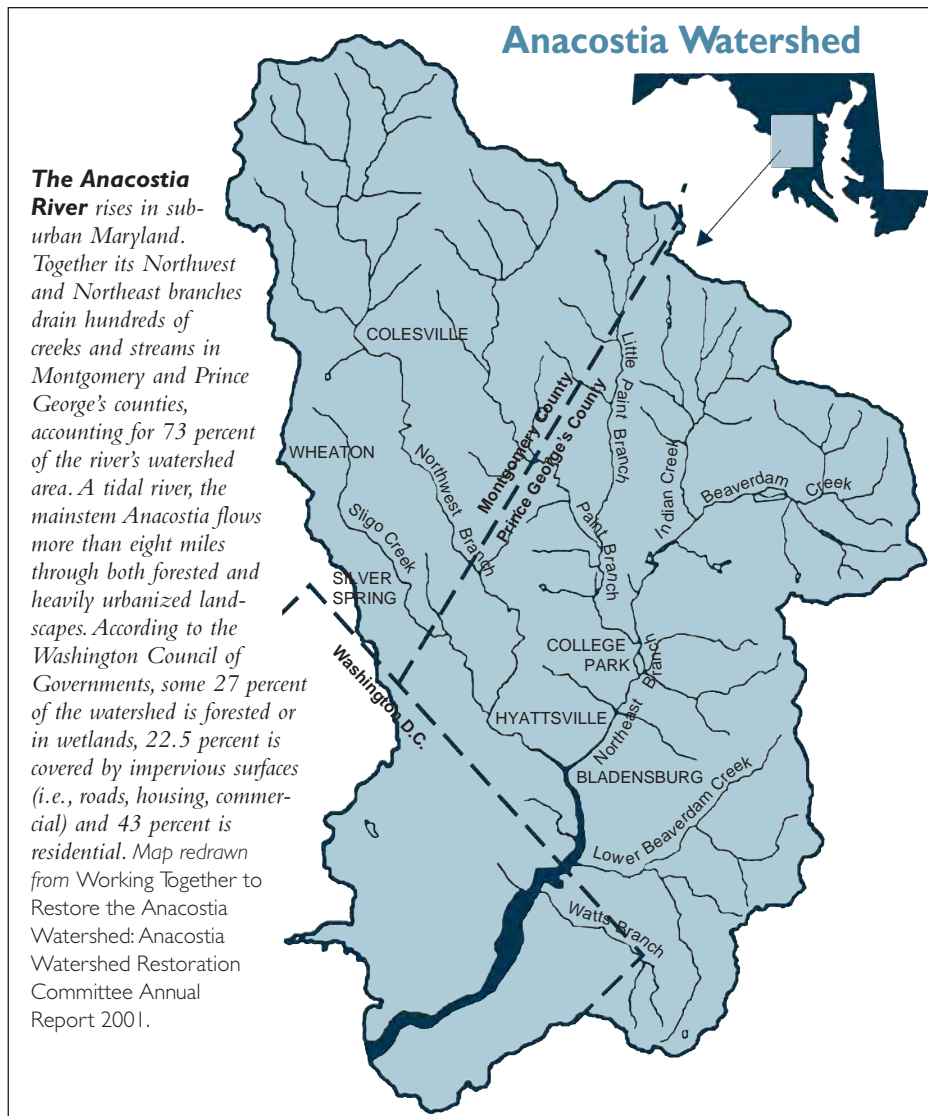 Anacostia Watershed
The Anacostia
River rises in sub-
urban Maryland.
Together its Northwest
and Northeast branches
drain hundreds of
creeks and streams in
Montgomery and Prince
George's counties,
accounting for 73 percent
of the river's watershed
area. A tidal river, the
mainstem Anacostia flows
more than eight miles
through both forested and
heavily urbanized land-
scapes. According to the
Washington Council of
Governments, some 27 percent
of the watershed is forested or
in wetlands, 22.5 percent is
covered by impervious surfaces
(i.e., roads, housing, commer-
cial) and 43 percent is
residential. Map redrawn
from Working Together to
Restore the Anacostia
Watershed: Anacostia
Watershed Restoration
Committee Annual
Report 2001.
COLESVILLE
WHEATON
Northwest Branch
Sligo Creek
Montgomery County
Prince George's County
Little Paint Branch
Paint Branch
Indian Creek
Beaverdam Creek
SILVER
SPRING
Washington D.C.
COLLEGE
PARK
HYATTSVILLE
Northeast Branch
BLADENSBURG
Lower Beaverdam Creek
Watts Branch